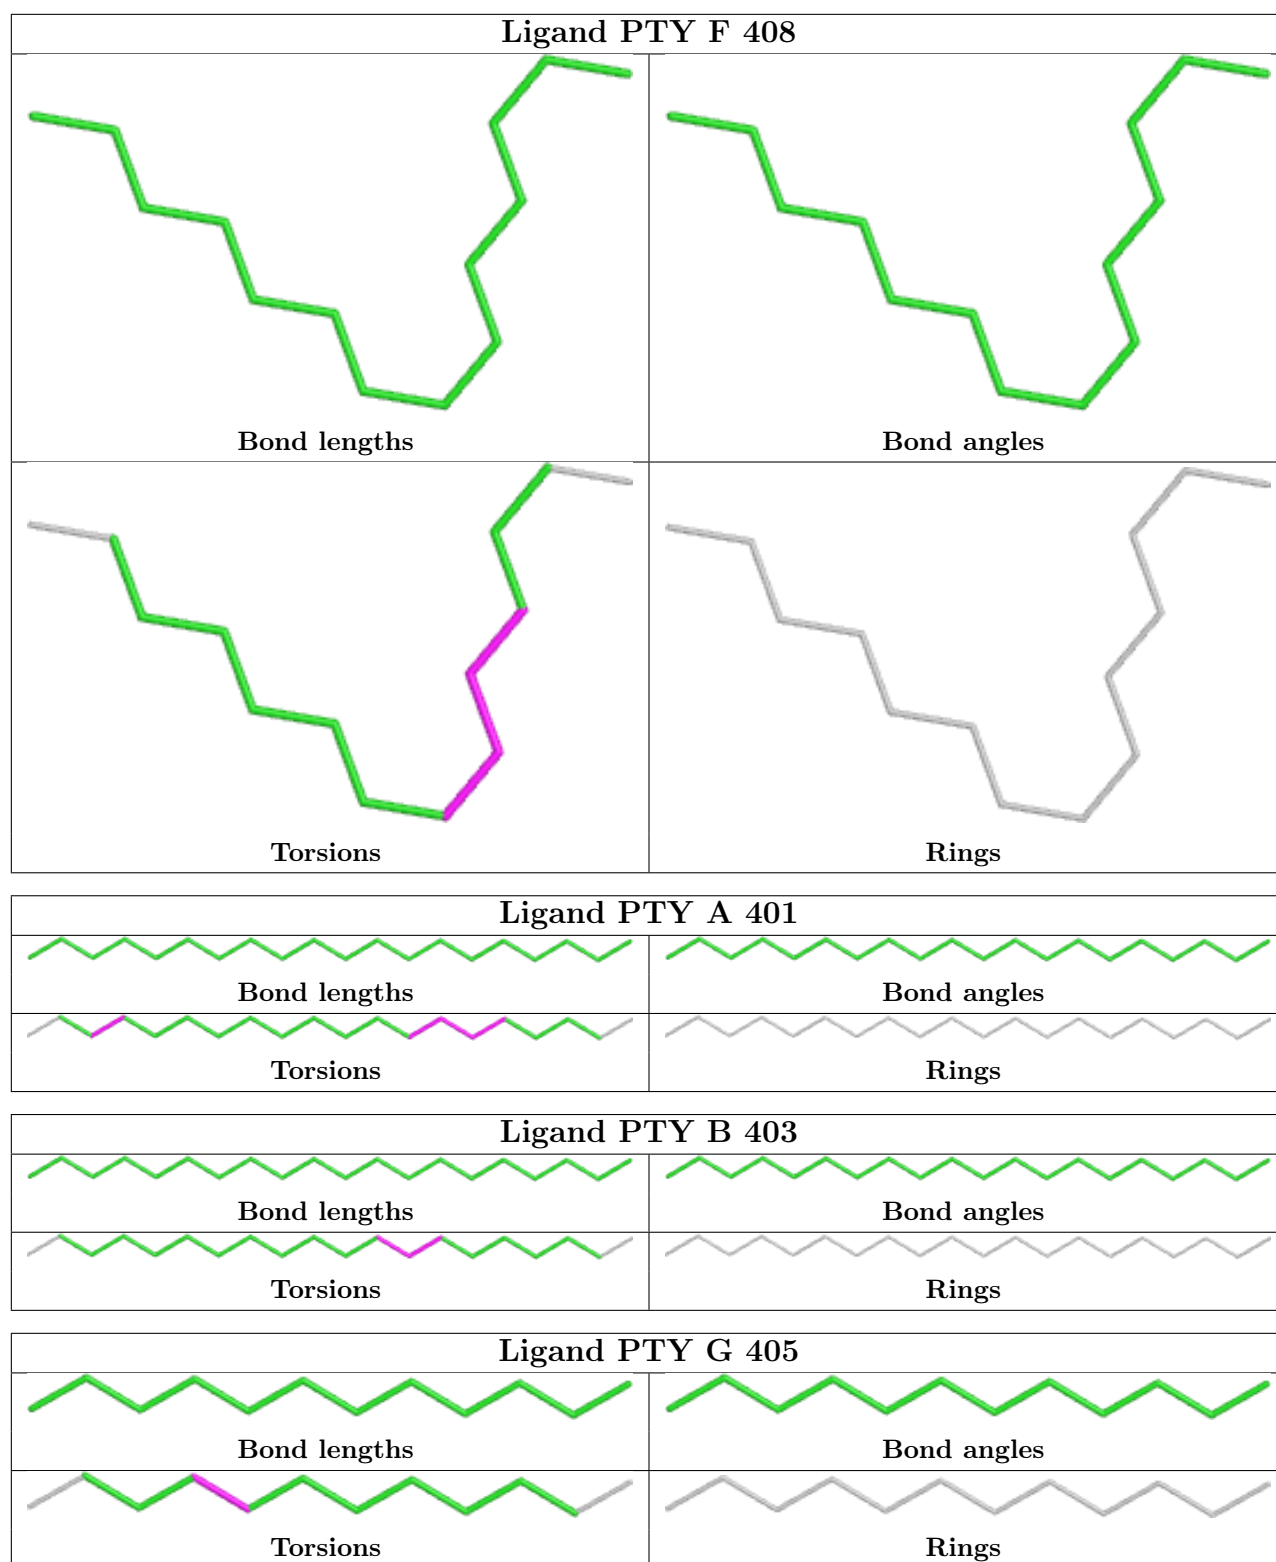 Ligand PTY F 408
Bond lengths
Bond angles
Torsions
Rings
Ligand PTY A 401
Bond lengths
Bond angles
Torsions
Rings
Ligand PTY B 403
Bond lengths
Bond angles
Torsions
Rings
Ligand PTY G 405
Bond lengths
Bond angles
Torsions
Rings